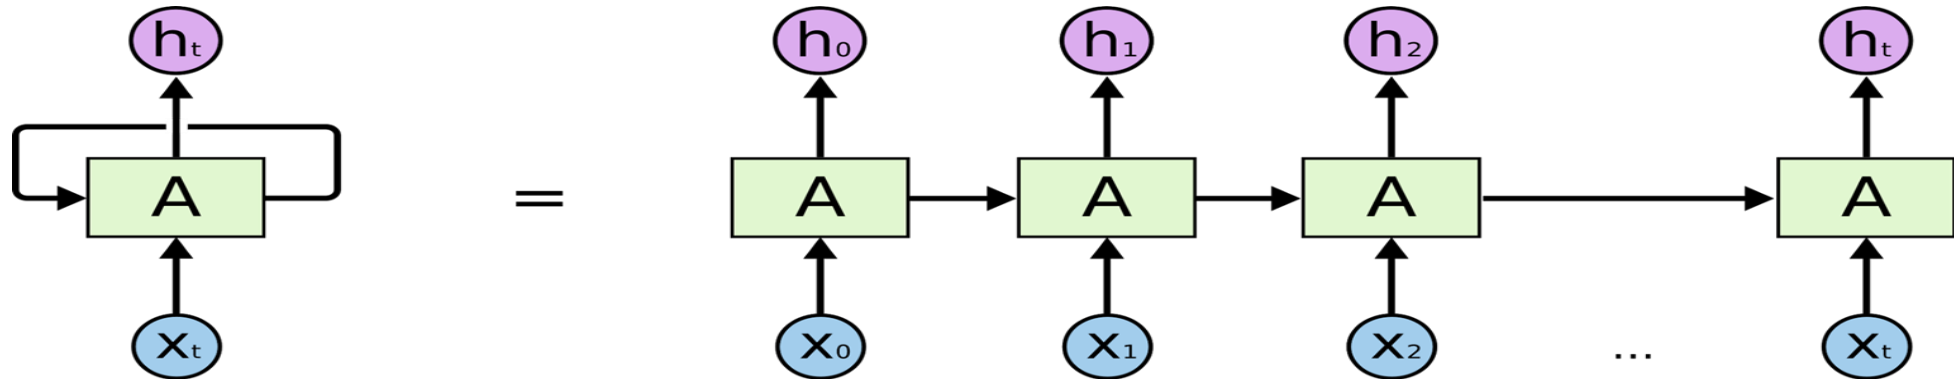 hₜ h₀ h₁ h₂ hₜ
A = A A A A
xₜ x₀ x₁ x₂ ... xₜ